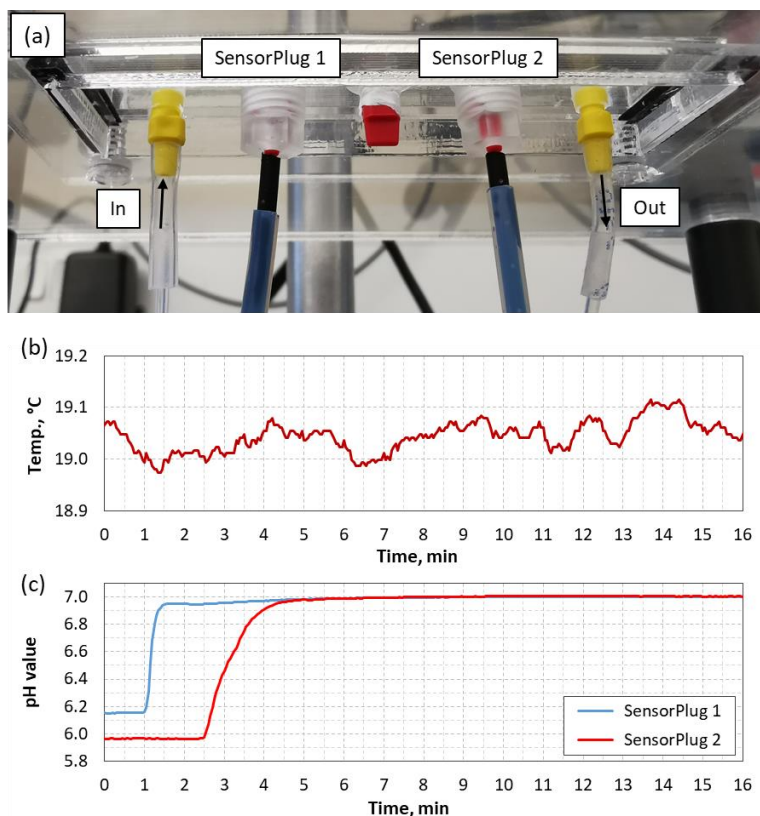 (a)
SensorPlug 1
SensorPlug 2
In
Out
(b)
Temp., °C
19.2
19.1
19.0
18.9
0 1 2 3 4 5 6 7 8 9 10 11 12 13 14 15 16
Time, min
(c)
pH value
7.0
6.8
6.4
6.2
6.0
5.8
SensorPlug 1
SensorPlug 2
0 1 2 3 4 5 6 7 8 9 10 11 12 13 14 15 16
Time, min